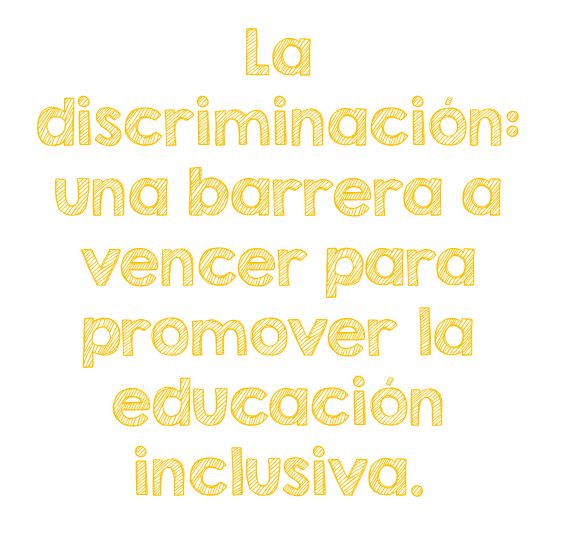 La
discriminación:
una barrera a
vencer para
promover la
educación
inclusiva.